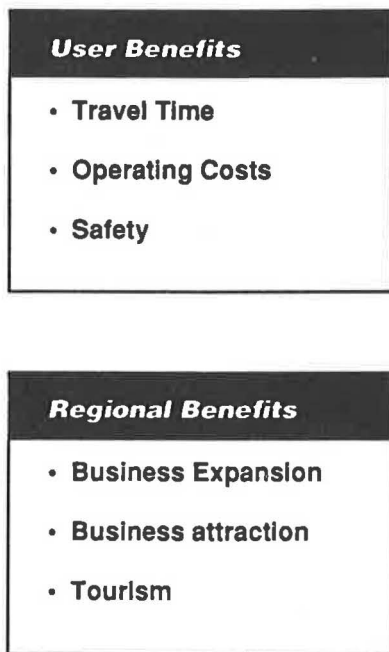 User Benefits
• Travel Time
• Operating Costs
• Safety
Regional Benefits
• Business Expansion
• Business attraction
• Tourism